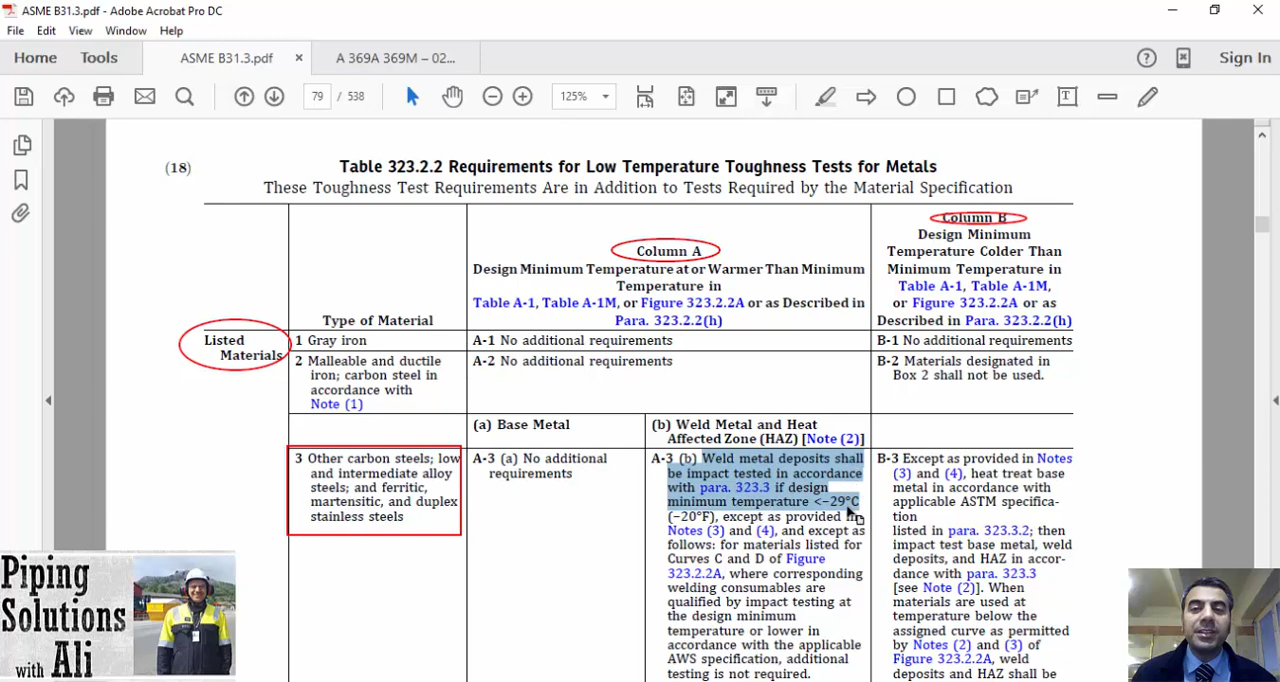 ASME B31.3.pdf - Adobe Acrobat Pro DC
File Edit View Window Help
Home Tools ASME B31.3.pdf × A 369A 369M – 02... Sign In
79 / 538 125%
(18) Table 323.2.2 Requirements for Low Temperature Toughness Tests for Metals
These Toughness Test Requirements Are in Addition to Tests Required by the Material Specification
Type of Material
Column A
Design Minimum Temperature at or Warmer Than Minimum
Temperature in
Table A-1, Table A-1M, or Figure 323.2.2A or as Described in
Para. 323.2.2(h)
Column B
Design Minimum
Temperature Colder Than
Minimum Temperature in
Table A-1, Table A-1M,
or Figure 323.2.2A or as
Described in Para. 323.2.2(h)
Listed
Materials
1 Gray iron
A-1 No additional requirements
B-1 No additional requirements
2 Malleable and ductile
iron; carbon steel in
accordance with
Note (1)
A-2 No additional requirements
B-2 Materials designated in
Box 2 shall not be used.
(a) Base Metal
(b) Weld Metal and Heat
Affected Zone (HAZ) [Note (2)]
3 Other carbon steels; low
and intermediate alloy
steels; and ferritic,
martensitic, and duplex
stainless steels
A-3 (a) No additional
requirements
A-3 (b) Weld metal deposits shall
be impact tested in accordance
with para. 323.3 if design
minimum temperature <−29°C
(−20°F), except as provided in
Notes (3) and (4), and except as
follows: for materials listed for
Curves C and D of Figure
323.2.2A, where corresponding
welding consumables are
qualified by impact testing at
the design minimum
temperature or lower in
accordance with the applicable
AWS specification, additional
testing is not required.
B-3 Except as provided in Notes
(3) and (4), heat treat base
metal in accordance with
applicable ASTM specifica-
tion
listed in para. 323.3.2; then
impact test base metal, weld
deposits, and HAZ in accor-
dance with para. 323.3
[see Note (2)]. When
materials are used at
temperature below the
assigned curve as permitted
by Notes (2) and (3) of
Figure 323.2.2A, weld
deposits and HAZ shall be
Piping
Solutions
with Ali